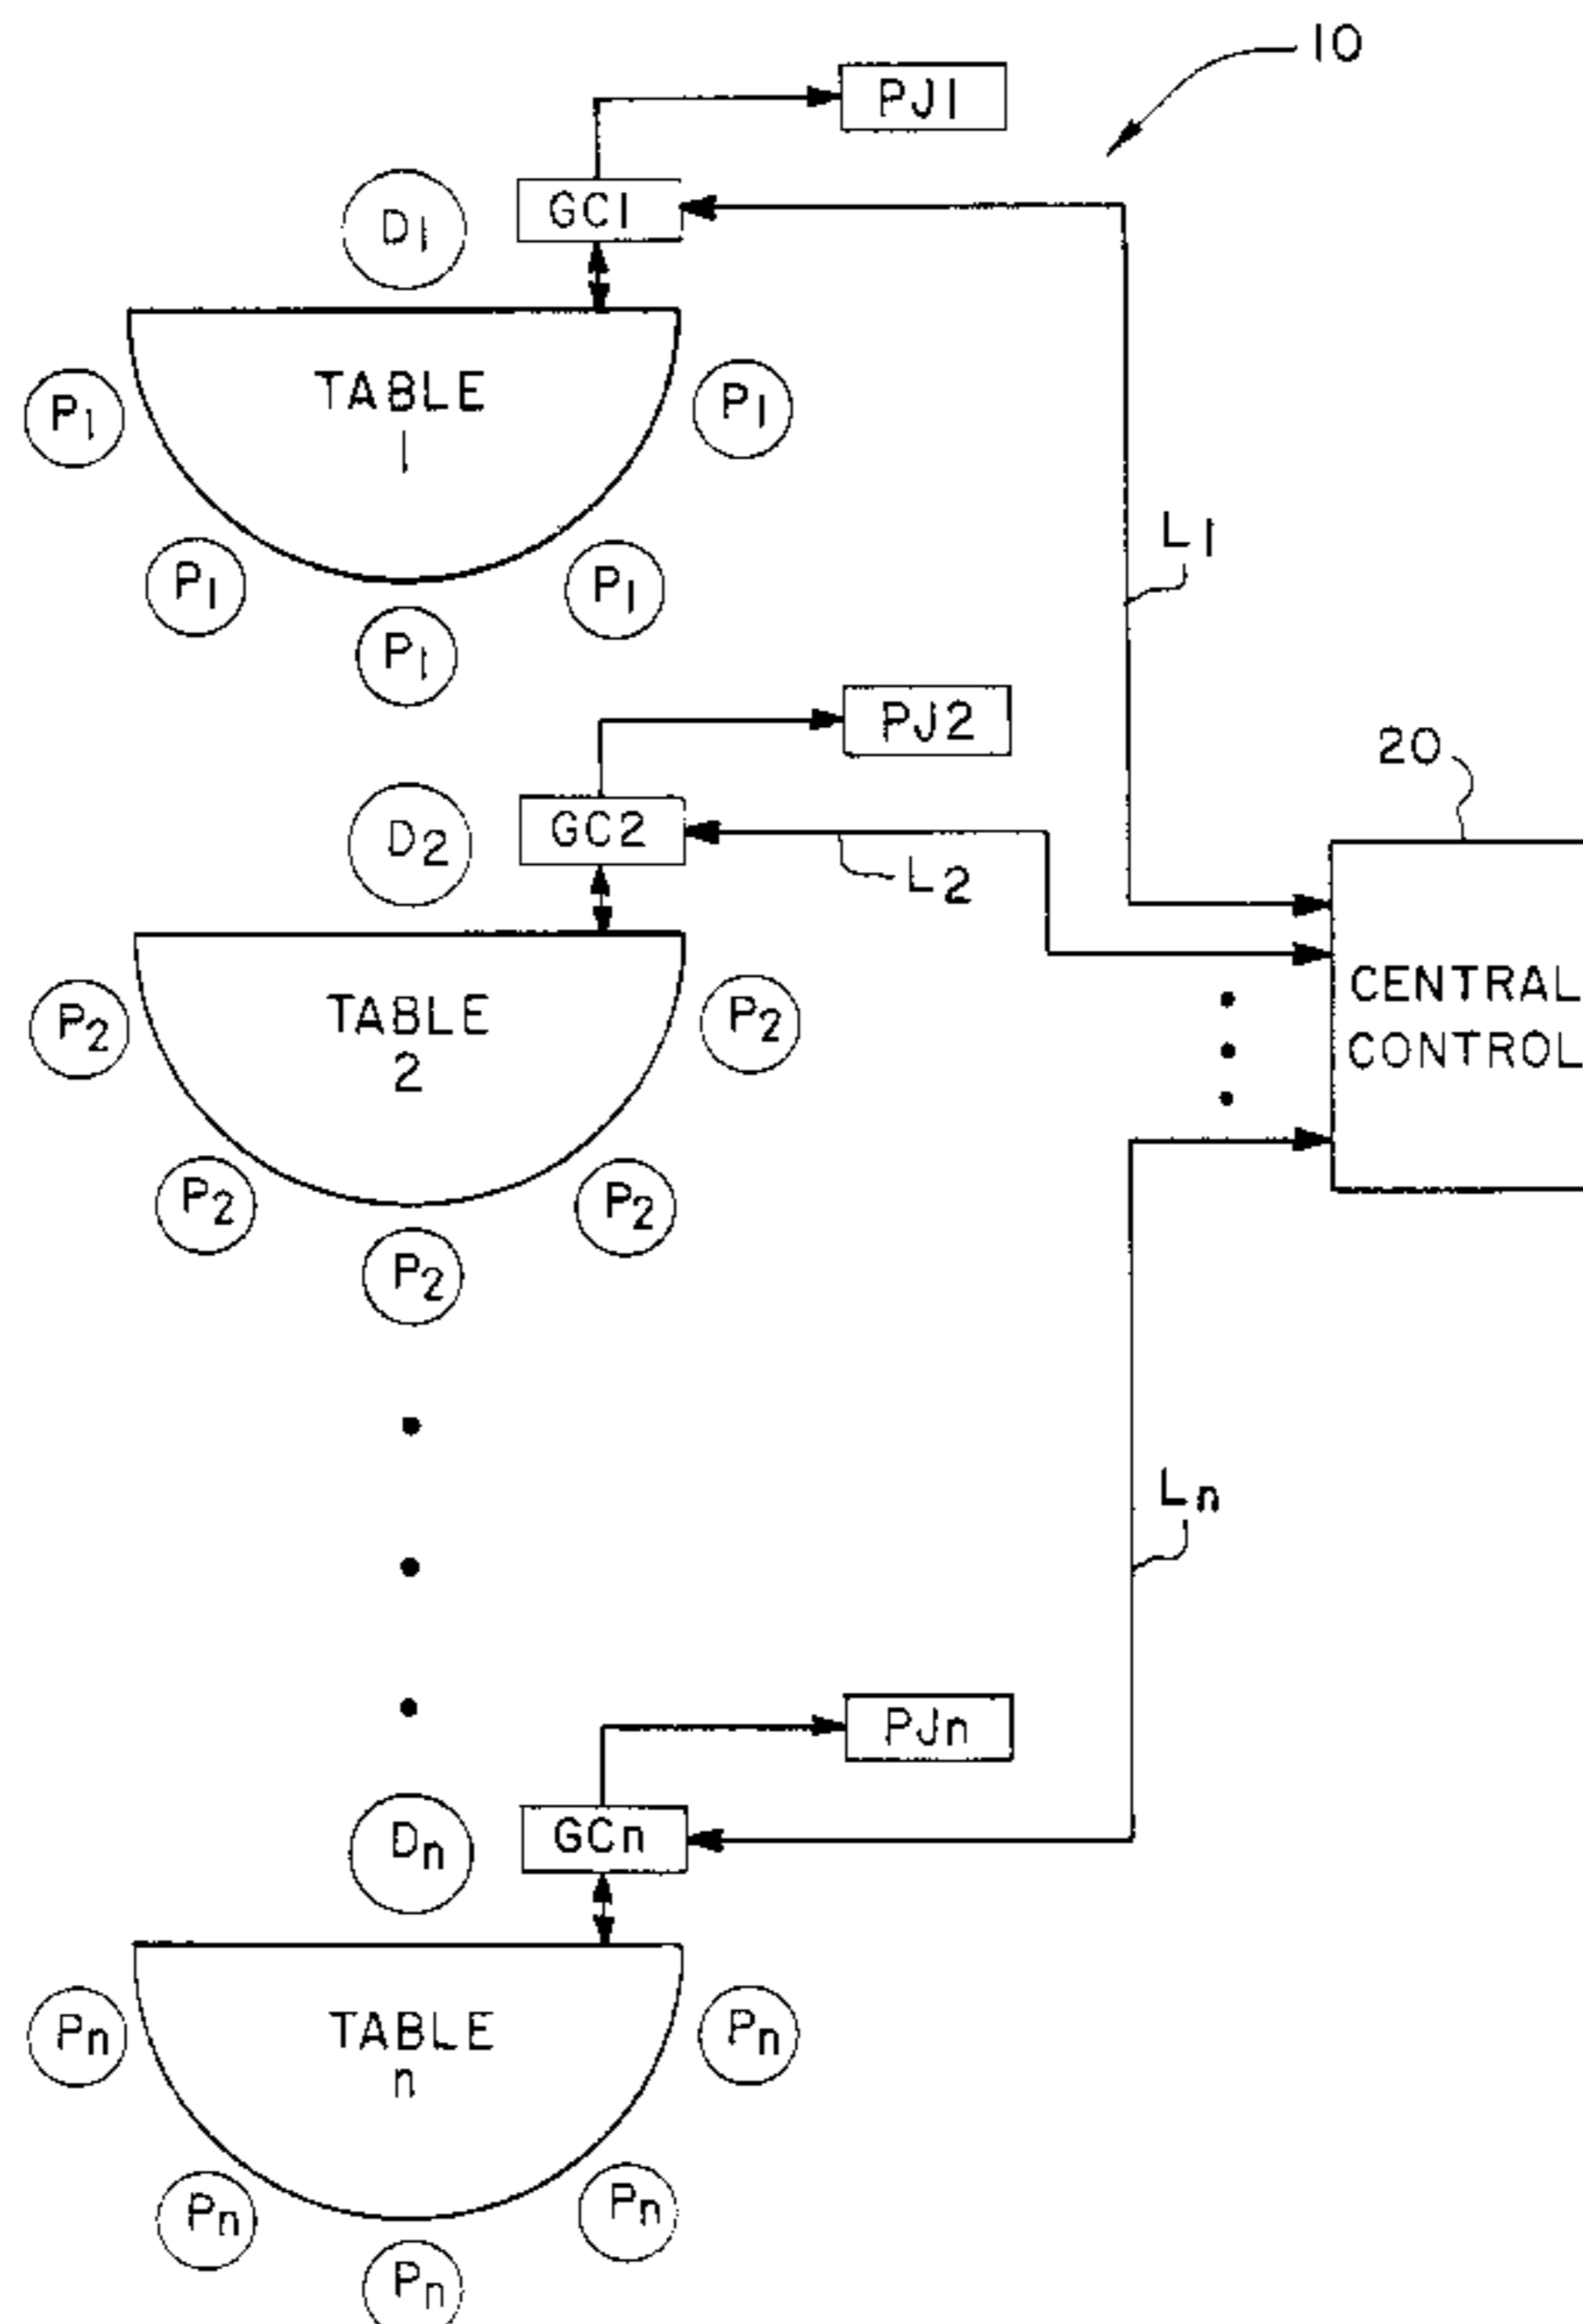 10
PJ1
GC1
D1
TABLE
1
P1
P1
P1
P1
P1
L1
PJ2
20
GC2
D2
L2
CENTRAL
CONTROL
TABLE
2
P2
P2
P2
P2
P2
Ln
PJn
GCn
Dn
TABLE
n
Pn
Pn
Pn
Pn
Pn